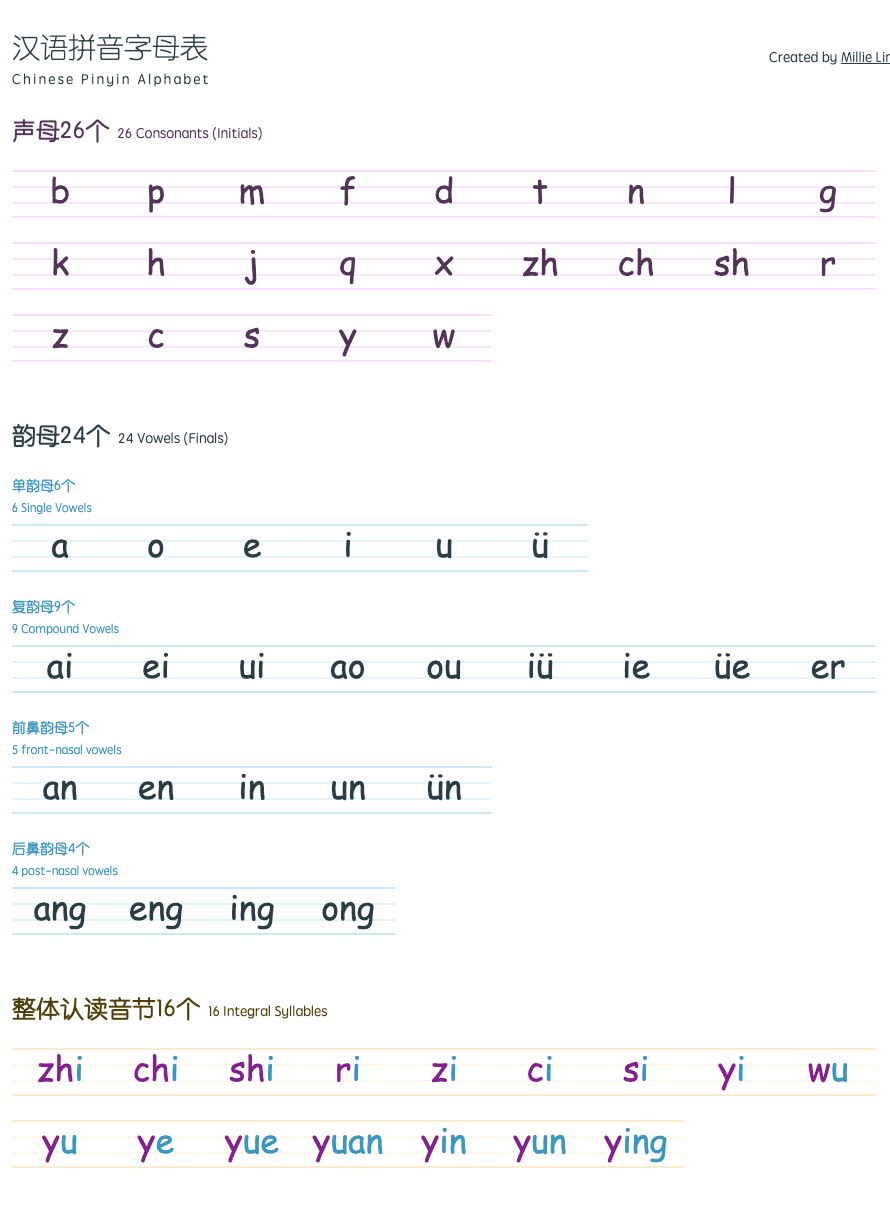 汉语拼音字母表
Chinese Pinyin Alphabet
Created by Millie Lin
声母26个 26 Consonants (Initials)
b p m f d t n l g
k h j q x zh ch sh r
z c s y w
韵母24个 24 Vowels (Finals)
单韵母6个
6 Single Vowels
a o e i u ü
复韵母9个
9 Compound Vowels
ai ei ui ao ou iü ie üe er
前鼻韵母5个
5 front-nasal vowels
an en in un ün
后鼻韵母4个
4 post-nasal vowels
ang eng ing ong
整体认读音节16个 16 Integral Syllables
zhi chi shi ri zi ci si yi wu
yu ye yue yuan yin yun ying